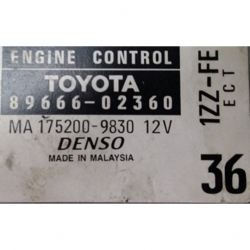 ENGINE CONTROL
TOYOTA
89666-02360
MA 175200-9830 12V
DENSO
MADE IN MALAYSIA
1ZZ-FE
ECT
36